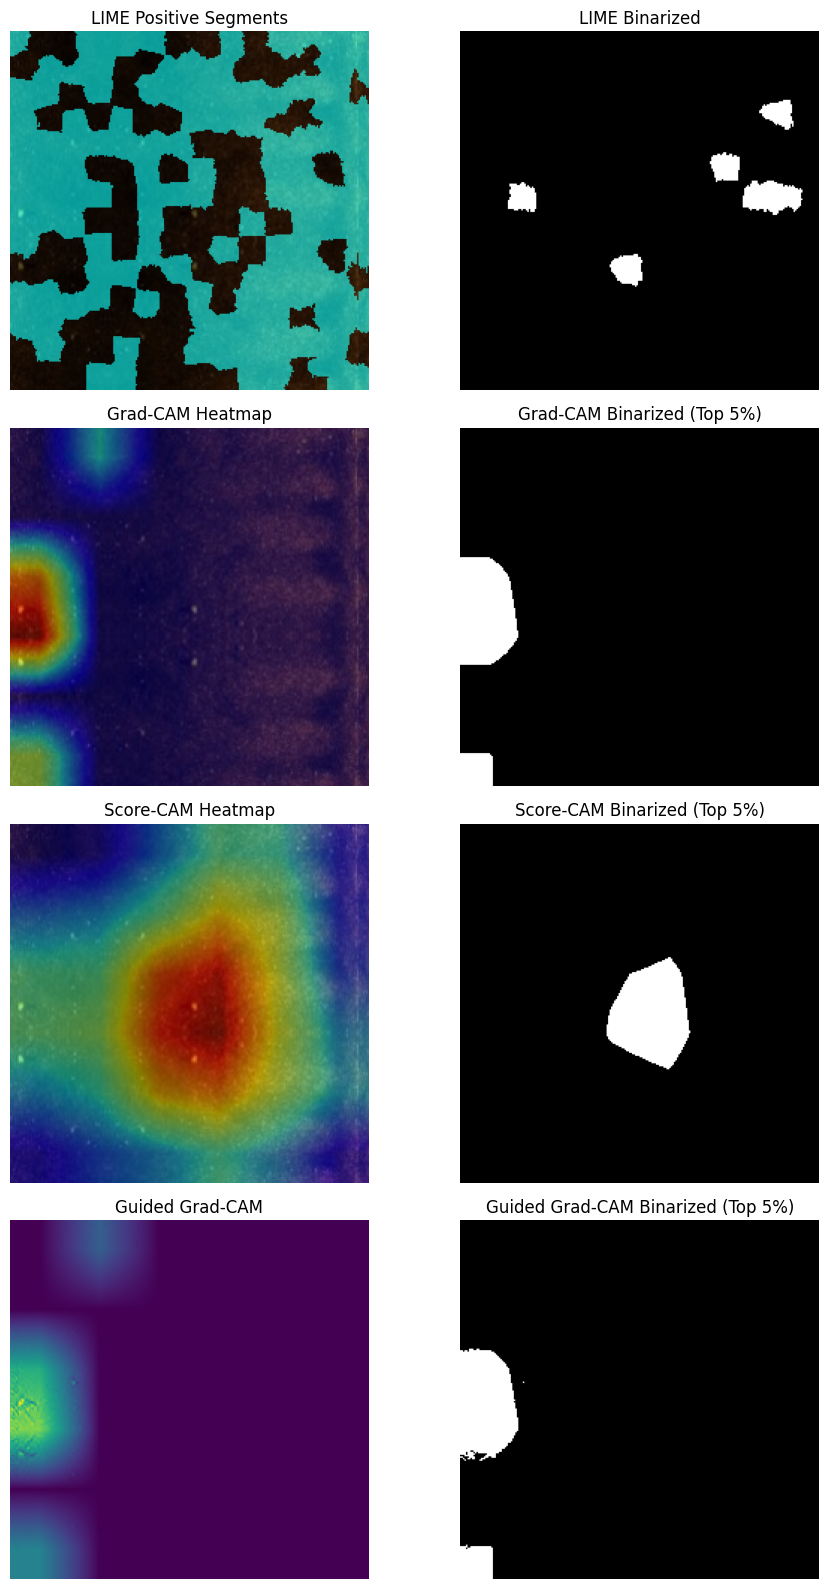 LIME Positive Segments
LIME Binarized
Grad-CAM Heatmap
Grad-CAM Binarized (Top 5%)
Score-CAM Heatmap
Score-CAM Binarized (Top 5%)
Guided Grad-CAM
Guided Grad-CAM Binarized (Top 5%)